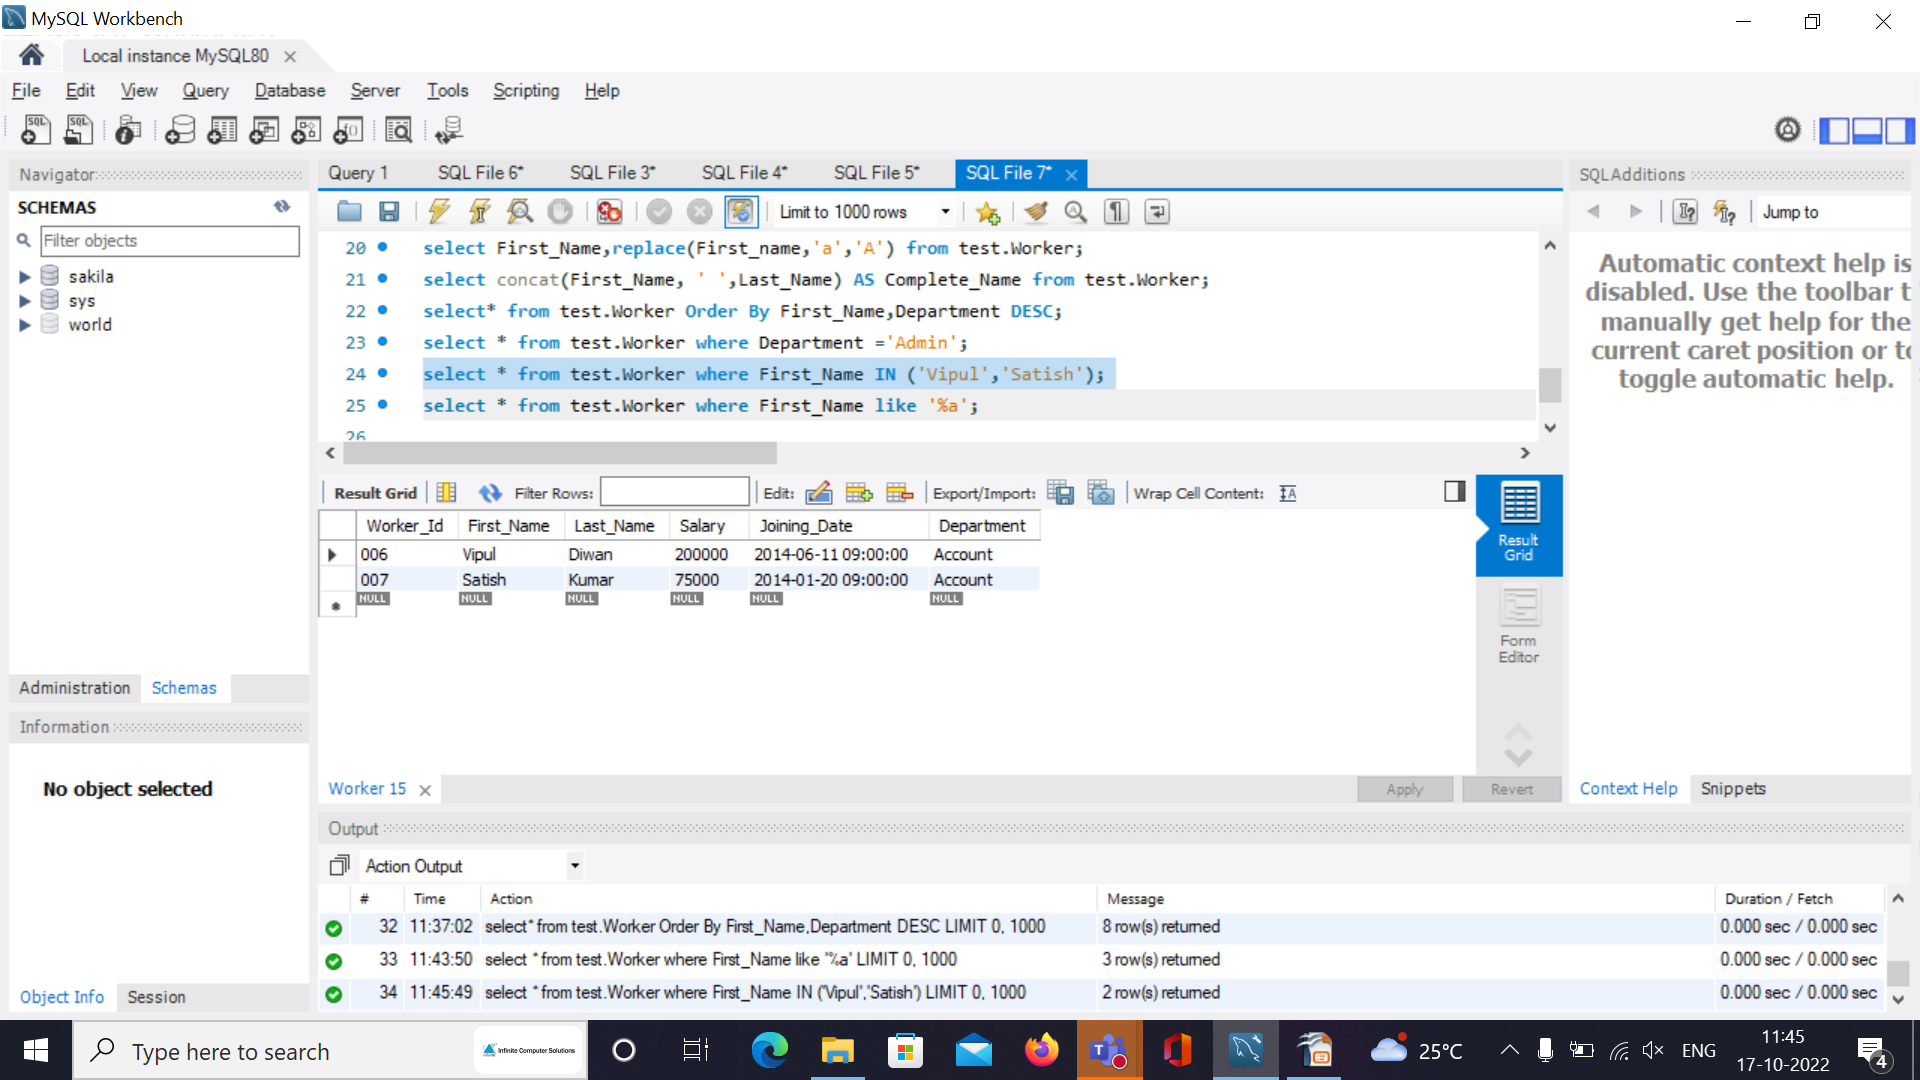 MySQL Workbench
Local instance MySQL80
File Edit View Query Database Server Tools Scripting Help
Navigator
SCHEMAS
Filter objects
sakila
sys
world
Administration Schemas
Information
No object selected
Object Info Session
Query 1 SQL File 6* SQL File 3* SQL File 4* SQL File 5* SQL File 7*
Limit to 1000 rows
20 select First_Name,replace(First_name,'a','A') from test.Worker;
21 select concat(First_Name, ' ',Last_Name) AS Complete_Name from test.Worker;
22 select* from test.Worker Order By First_Name,Department DESC;
23 select * from test.Worker where Department ='Admin';
24 select * from test.Worker where First_Name IN ('Vipul','Satish');
25 select * from test.Worker where First_Name like '%a';
26
Result Grid Filter Rows: Edit: Export/Import: Wrap Cell Content:
Worker_Id First_Name Last_Name Salary Joining_Date Department
006 Vipul Diwan 200000 2014-06-11 09:00:00 Account
007 Satish Kumar 75000 2014-01-20 09:00:00 Account
NULL NULL NULL NULL NULL NULL
Result
Grid
Form
Editor
Worker 15
Apply Revert
SQLAdditions
Jump to
Automatic context help is
disabled. Use the toolbar t
manually get help for the
current caret position or to
toggle automatic help.
Context Help Snippets
Output
Action Output
# Time Action Message Duration / Fetch
32 11:37:02 select* from test.Worker Order By First_Name,Department DESC LIMIT 0, 1000 8 row(s) returned 0.000 sec / 0.000 sec
33 11:43:50 select * from test.Worker where First_Name like '%a' LIMIT 0, 1000 3 row(s) returned 0.000 sec / 0.000 sec
34 11:45:49 select * from test.Worker where First_Name IN ('Vipul','Satish') LIMIT 0, 1000 2 row(s) returned 0.000 sec / 0.000 sec
Type here to search
Infinite Computer Solutions
25°C
ENG
11:45
17-10-2022
4